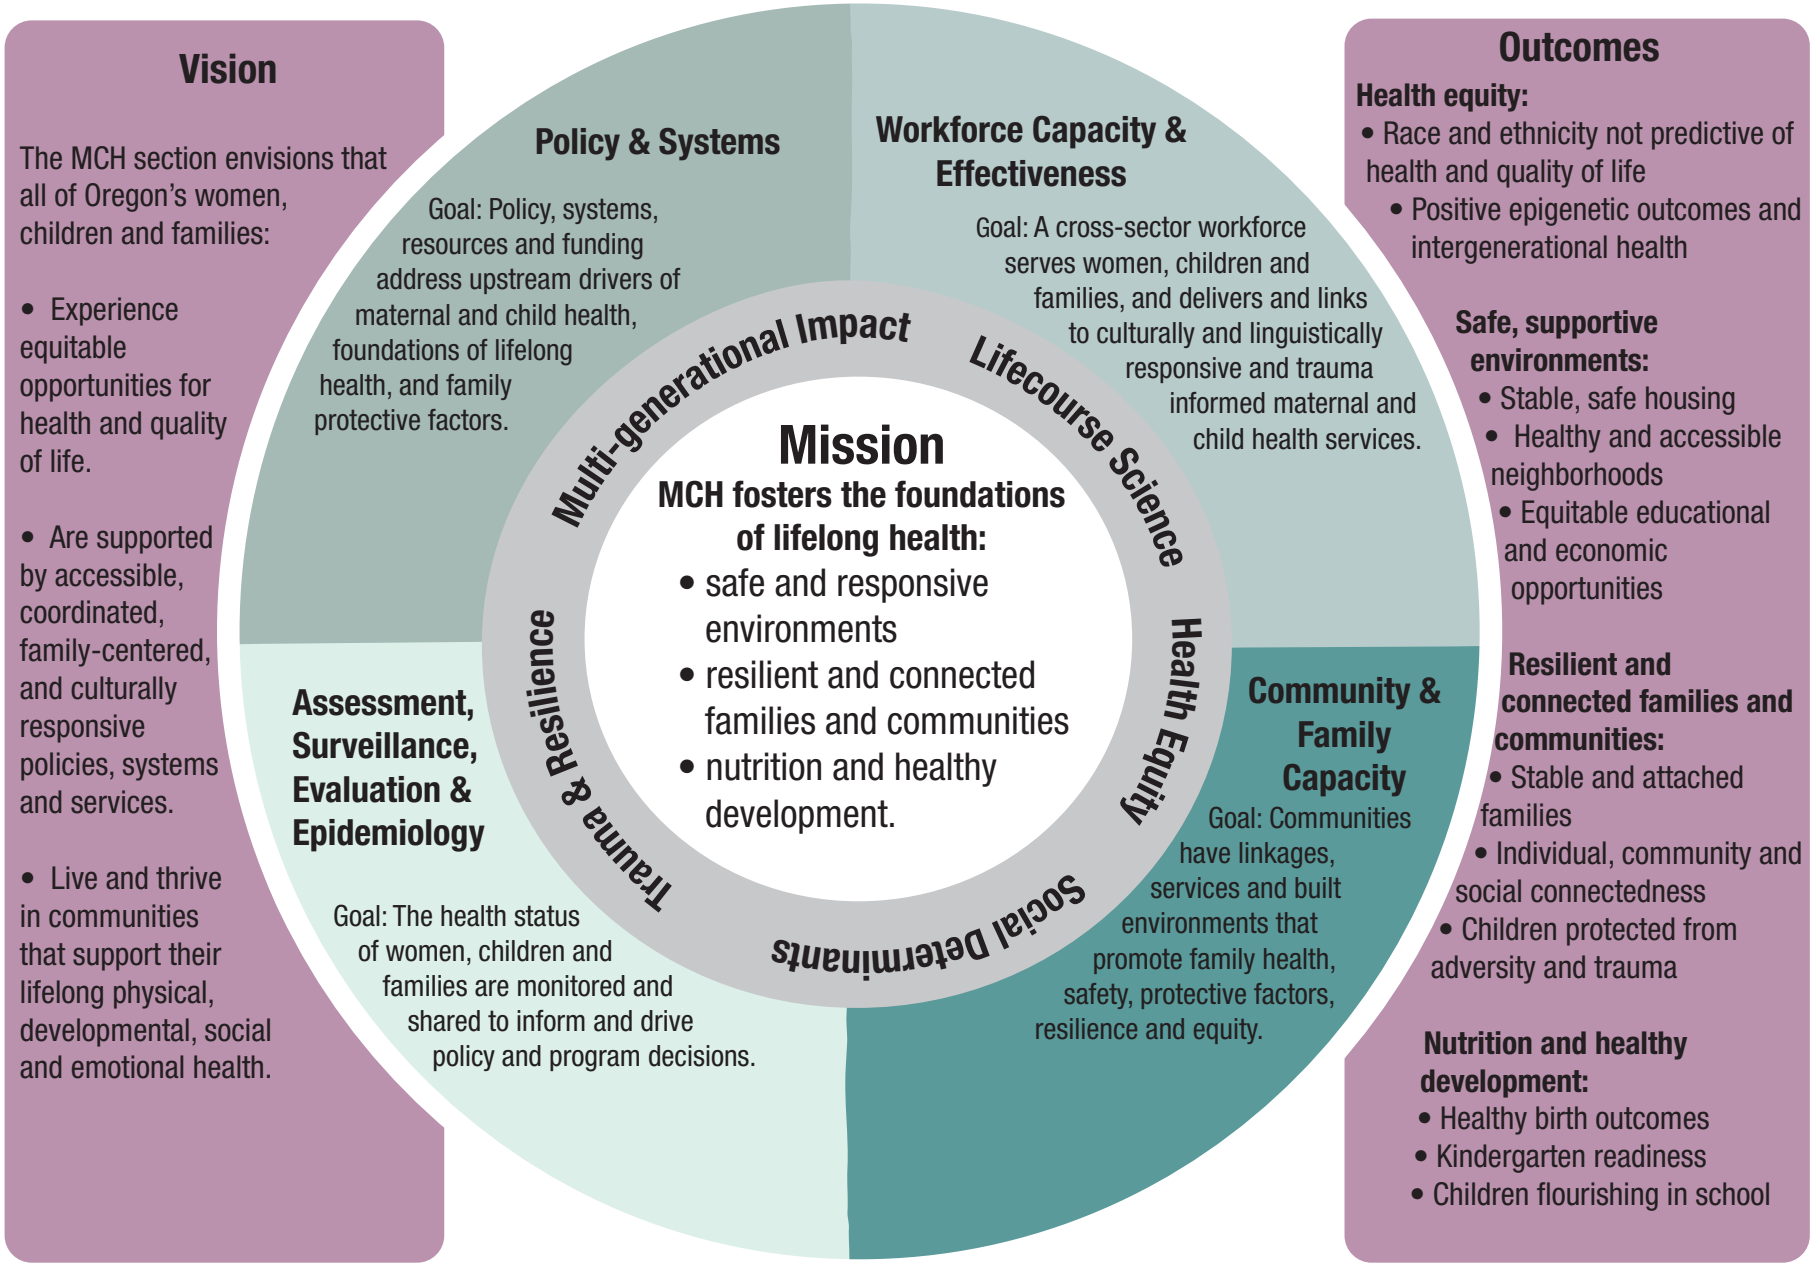 Vision
The MCH section envisions that
all of Oregon’s women,
children and families:
• Experience
equitable
opportunities for
health and quality
of life.
• Are supported
by accessible,
coordinated,
family-centered,
and culturally
responsive
policies, systems
and services.
• Live and thrive
in communities
that support their
lifelong physical,
developmental, social
and emotional health.
Policy & Systems
Goal: Policy, systems,
resources and funding
address upstream drivers of
maternal and child health,
foundations of lifelong
health, and family
protective factors.
Workforce Capacity &
Effectiveness
Goal: A cross-sector workforce
serves women, children and
families, and delivers and links
to culturally and linguistically
responsive and trauma
informed maternal and
child health services.
Assessment,
Surveillance,
Evaluation &
Epidemiology
Goal: The health status
of women, children and
families are monitored and
shared to inform and drive
policy and program decisions.
Community &
Family
Capacity
Goal: Communities
have linkages,
services and built
environments that
promote family health,
safety, protective factors,
resilience and equity.
Multi-generational Impact
Lifecourse Science
Health Equity
Social Determinants
Trauma & Resilience
Mission
MCH fosters the foundations
of lifelong health:
• safe and responsive
environments
• resilient and connected
families and communities
• nutrition and healthy
development.
Outcomes
Health equity:
• Race and ethnicity not predictive of
health and quality of life
• Positive epigenetic outcomes and
intergenerational health
Safe, supportive
environments:
• Stable, safe housing
• Healthy and accessible
neighborhoods
• Equitable educational
and economic
opportunities
Resilient and
connected families and
communities:
• Stable and attached
families
• Individual, community and
social connectedness
• Children protected from
adversity and trauma
Nutrition and healthy
development:
• Healthy birth outcomes
• Kindergarten readiness
• Children flourishing in school